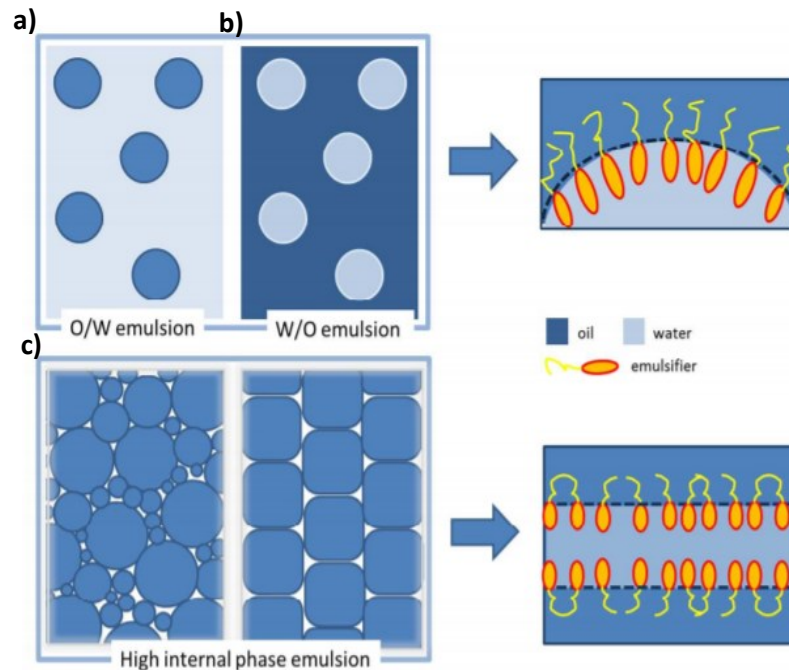 a)
b)
O/W emulsion
W/O emulsion
oil
water
emulsifier
c)
High internal phase emulsion